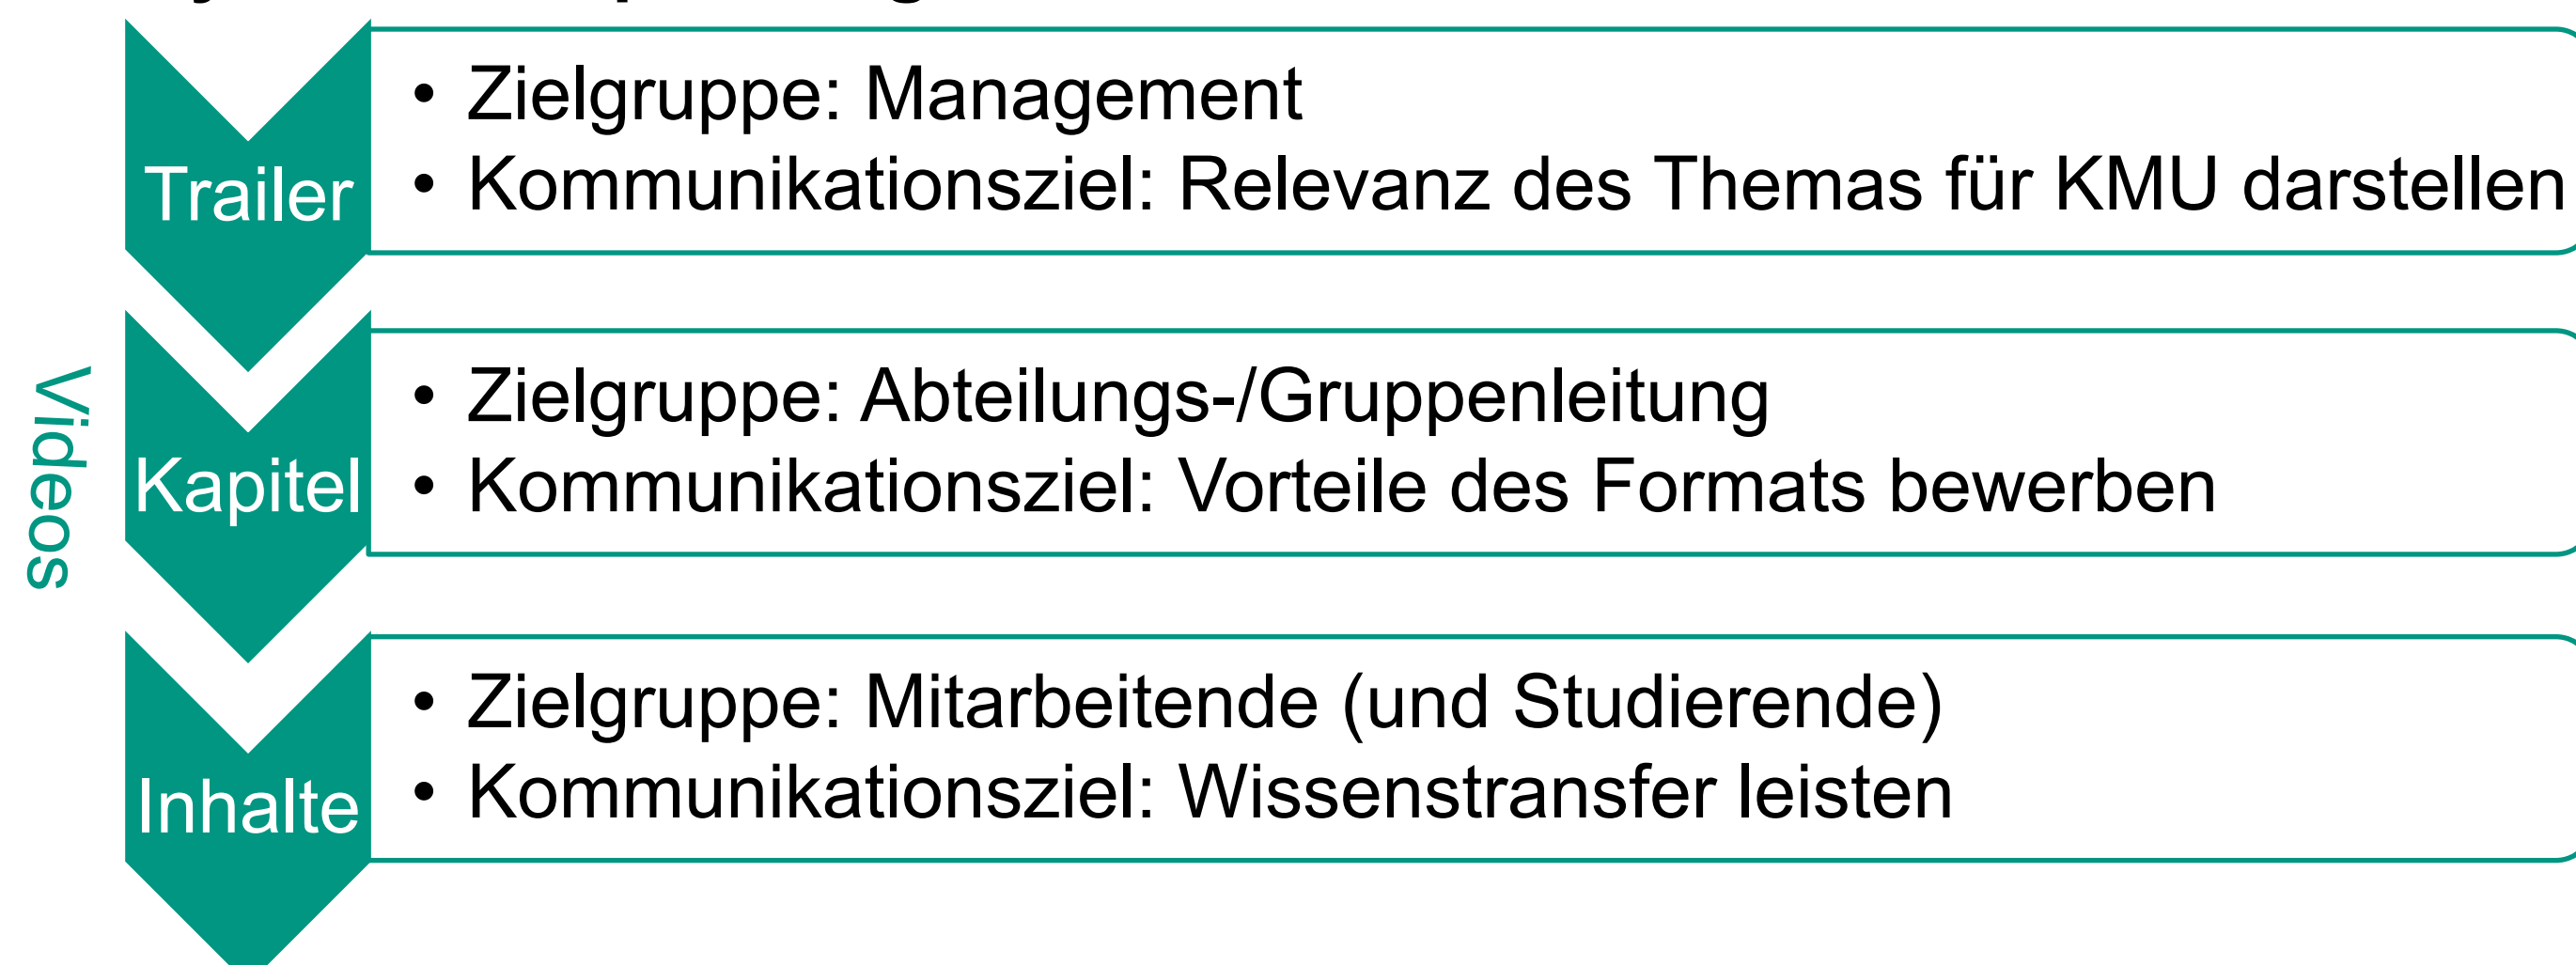 Trailer
• Zielgruppe: Management
• Kommunikationsziel: Relevanz des Themas für KMU darstellen
Videos
Kapitel
• Zielgruppe: Abteilungs-/Gruppenleitung
• Kommunikationsziel: Vorteile des Formats bewerben
Inhalte
• Zielgruppe: Mitarbeitende (und Studierende)
• Kommunikationsziel: Wissenstransfer leisten